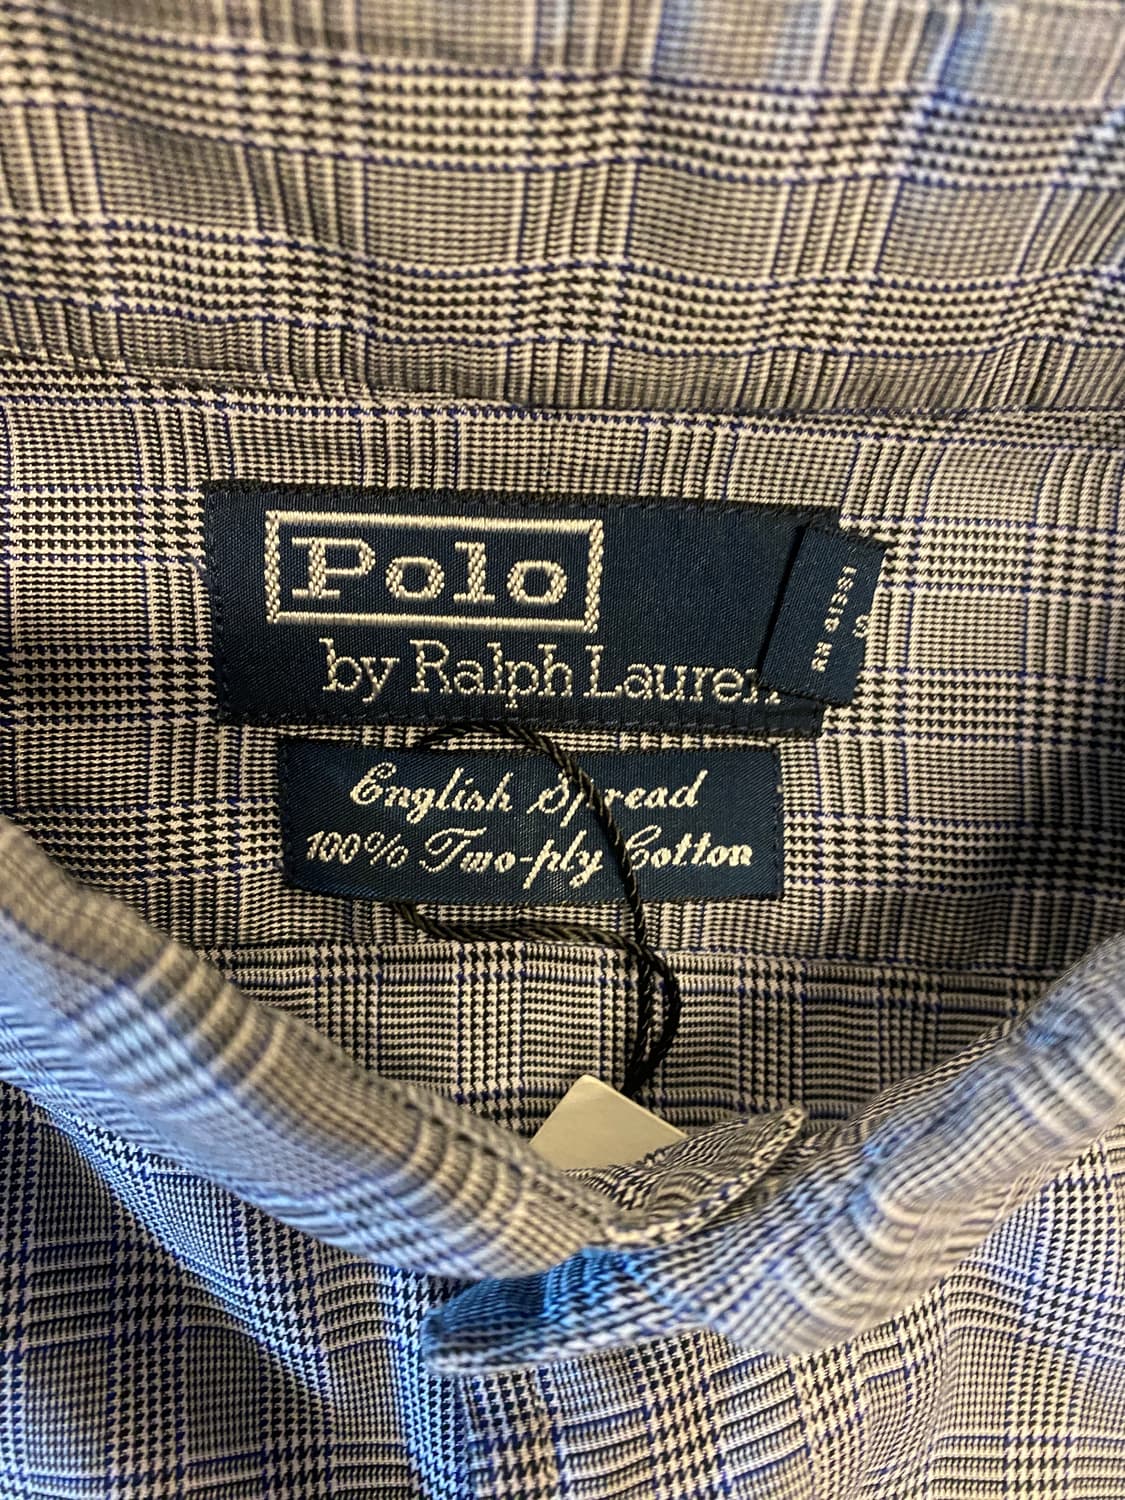 Polo
by Ralph Lauren
English Spread
100% Two-ply Cotton